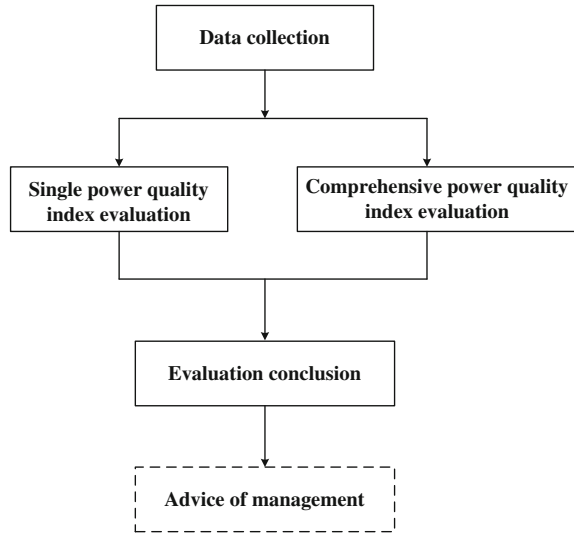 Data collection
Single power quality
index evaluation
Comprehensive power quality
index evaluation
Evaluation conclusion
Advice of management